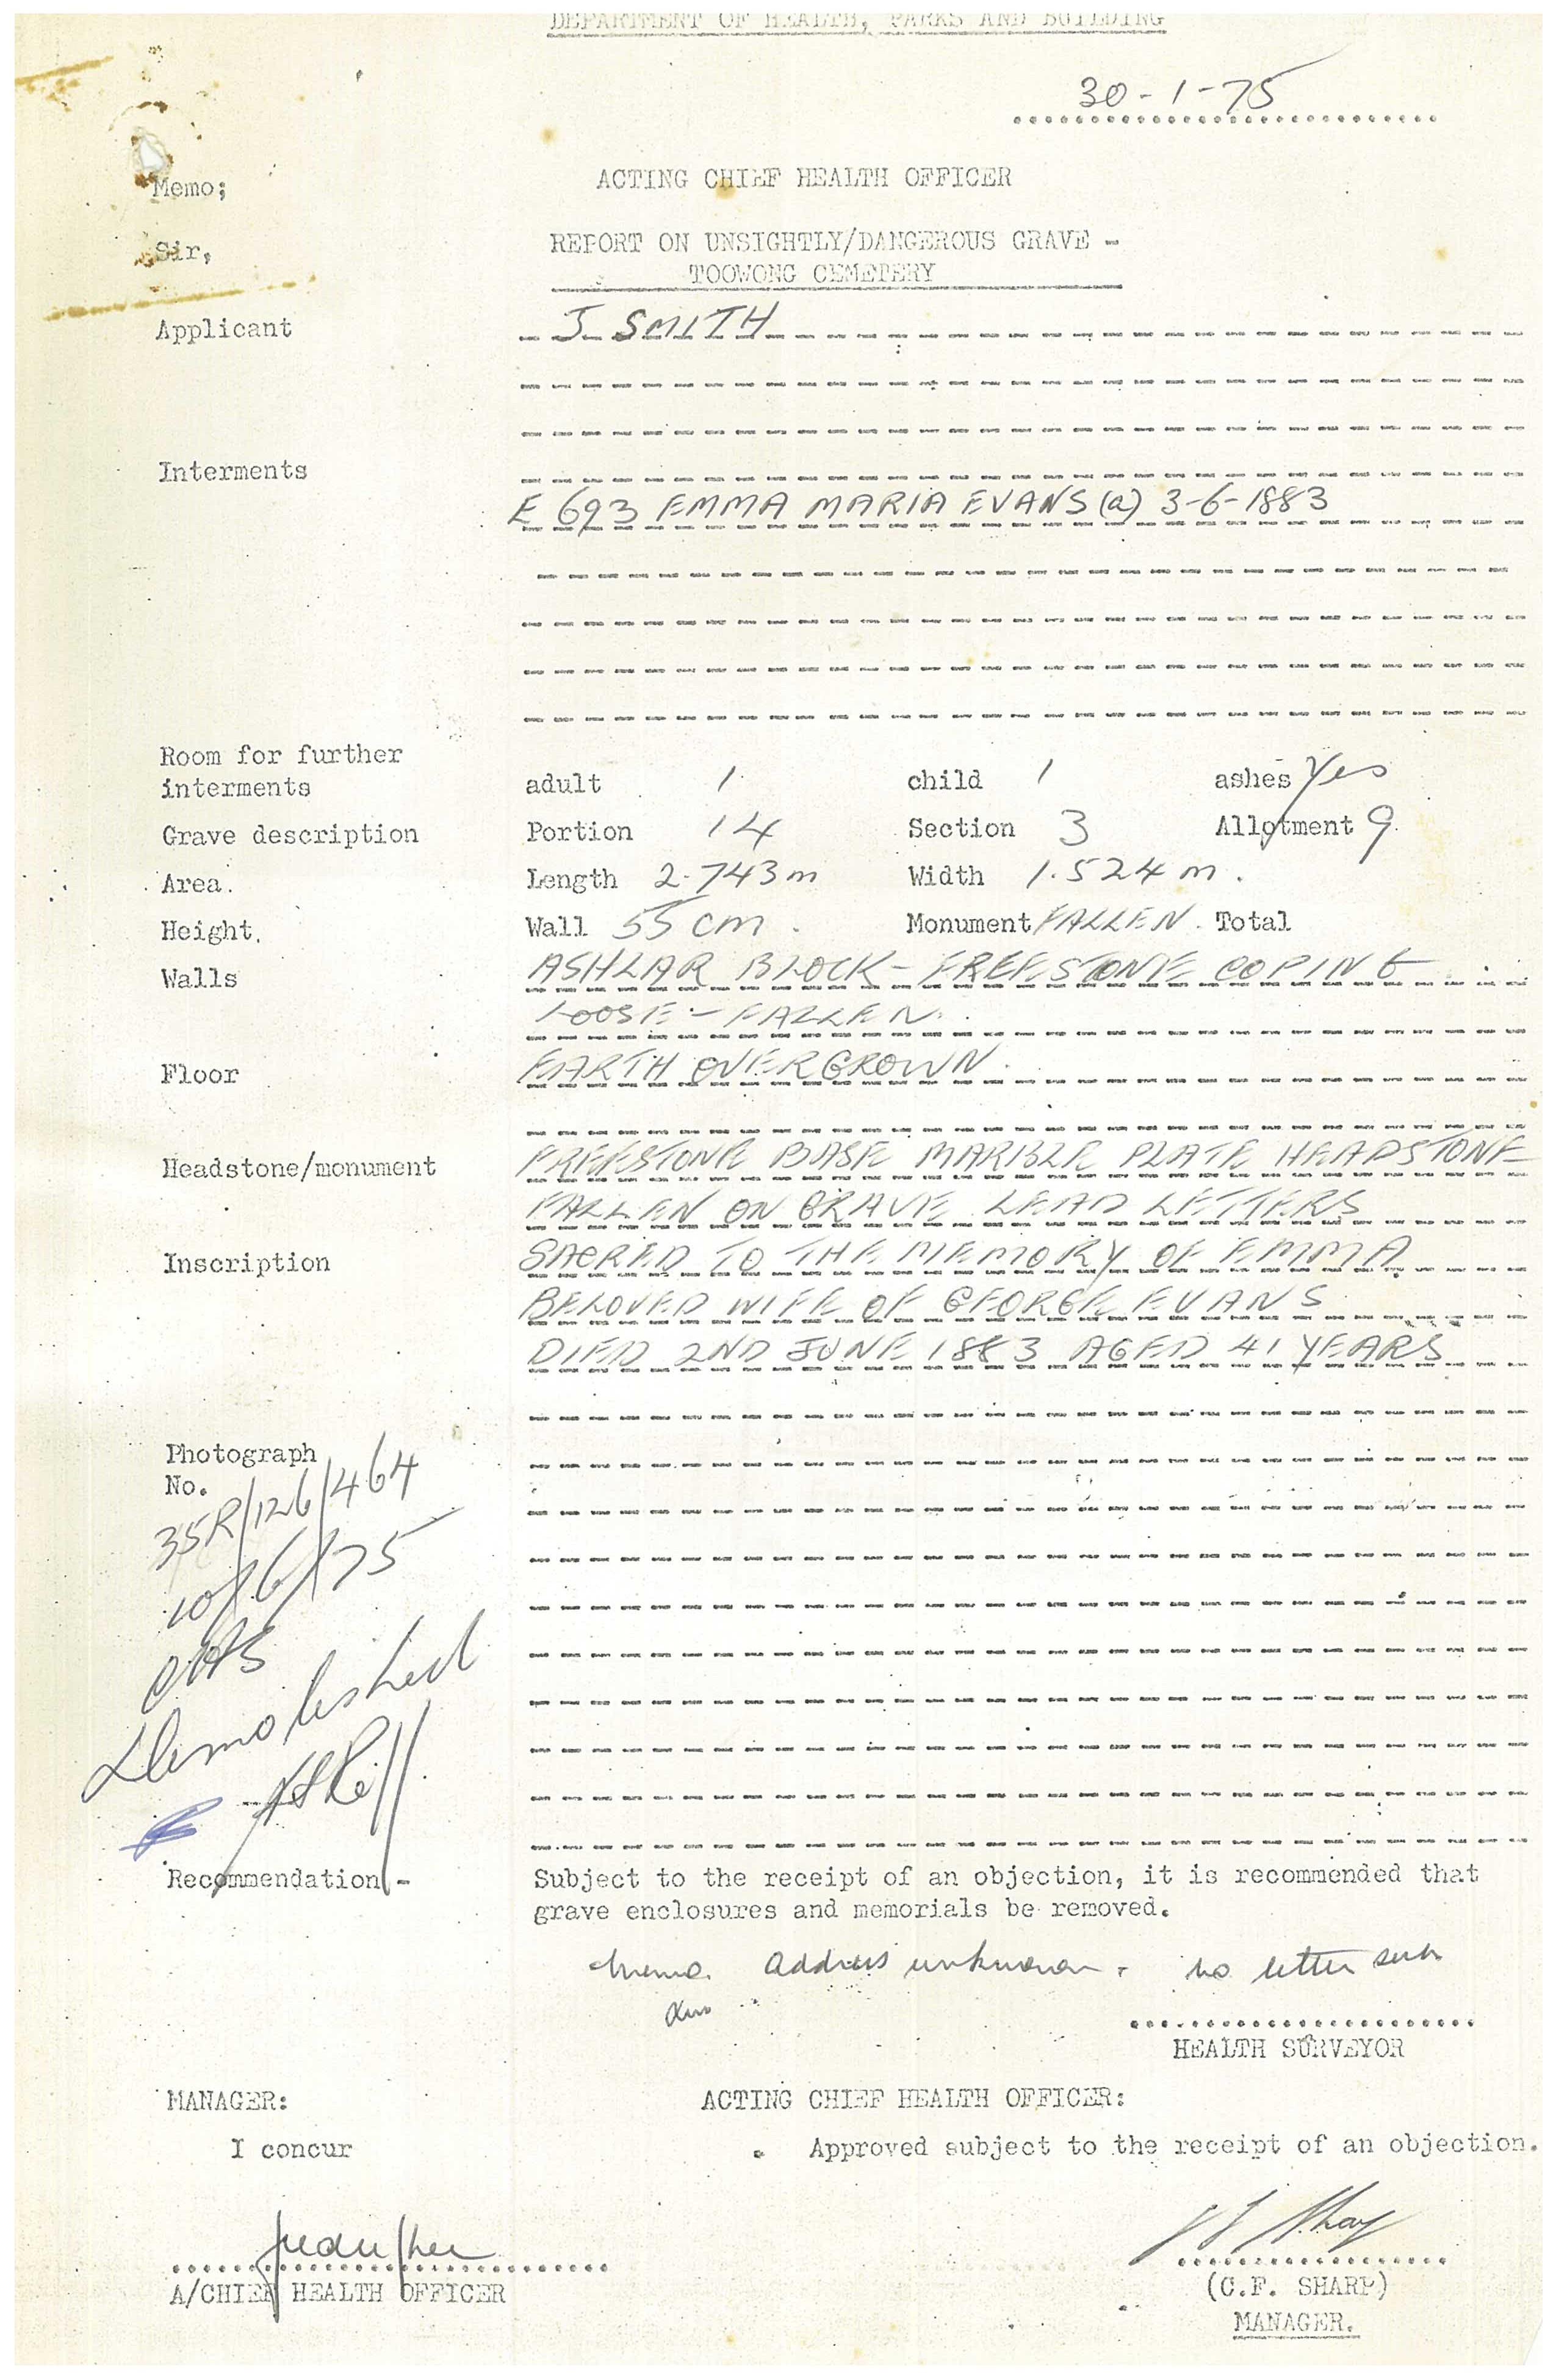 DEPARTMENT OF HEALTH, PARKS AND BUILDING
30-1-75
Memo;
ACTING CHIEF HEALTH OFFICER
Sir,
REPORT ON UNSIGHTLY/DANGEROUS GRAVE -
TOOWONG CEMETERY
Applicant J SMITH
Interments
E 693 EMMA MARIA EVANS (a) 3-6-1883
Room for further
interments adult 1 child 1 ashes Yes
Grave description Portion 14 Section 3 Allotment 9.
Area. Length 2.743m Width 1.524m.
Height. Wall 55 cm. Monument FALLEN. Total
Walls ASHLAR BLOCK - FREESTONE COPING
LOOSE - FALLEN.
Floor EARTH OVERGROWN.
Headstone/monument FREESTONE BASE MARBLE PLATE HEADSTONE
FALLEN ON GRAVE LEAD LETTERS
Inscription SACRED TO THE MEMORY OF EMMA
BELOVED WIFE OF GEORGE EVANS
DIED 2ND JUNE 1883 AGED 41 YEARS
Photograph
No.
35R/126/464
10/6/75
Demolished
Recommendation - Subject to the receipt of an objection, it is recommended that
grave enclosures and memorials be removed.
Memo. Address unknown - no letter sent
HEALTH SURVEYOR
MANAGER: ACTING CHIEF HEALTH OFFICER:
I concur Approved subject to the receipt of an objection.
A/CHIEF HEALTH OFFICER
(C.F. SHARP)
MANAGER.